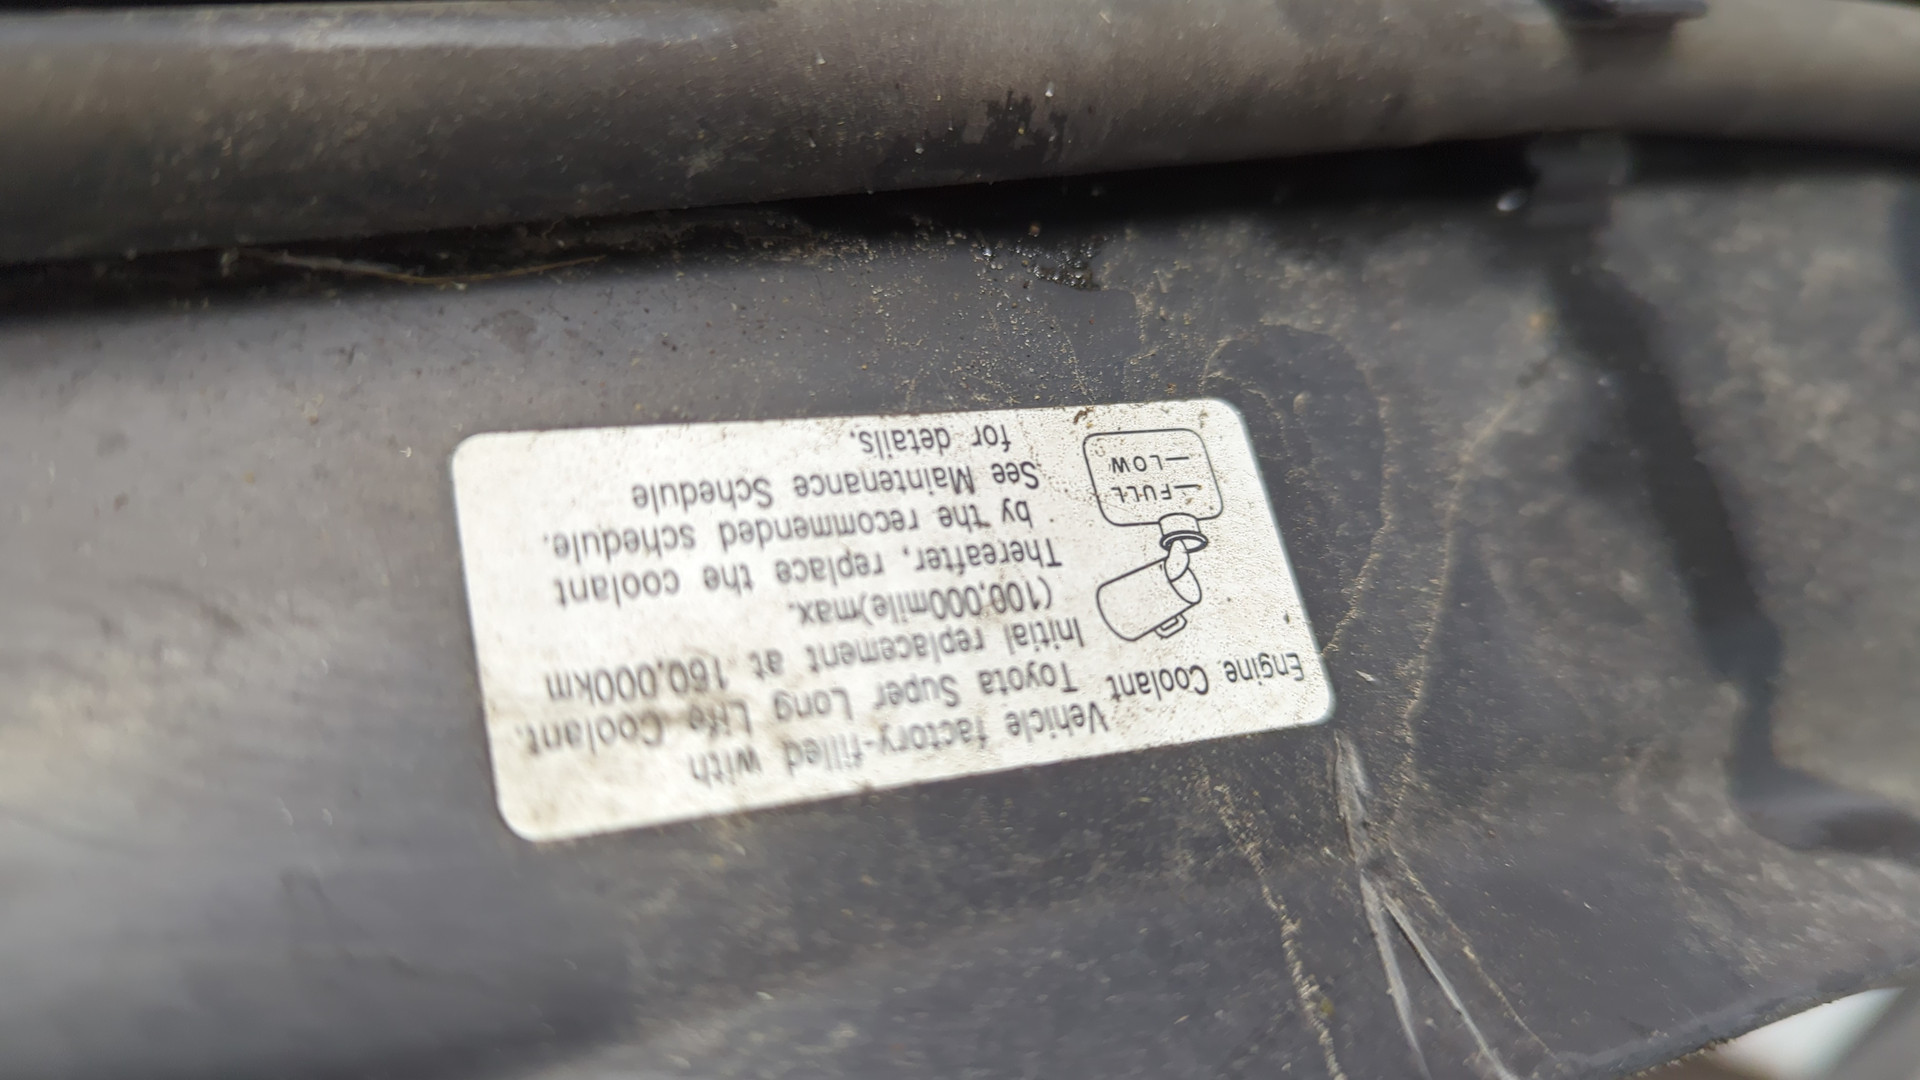 Vehicle factory-filled with
Toyota Super Long Life Coolant.
Initial replacement at 160,000km
(100,000mile)max.
Thereafter, replace the coolant
by the recommended schedule.
See Maintenance Schedule
for details.
Engine Coolant
FULL
LOW